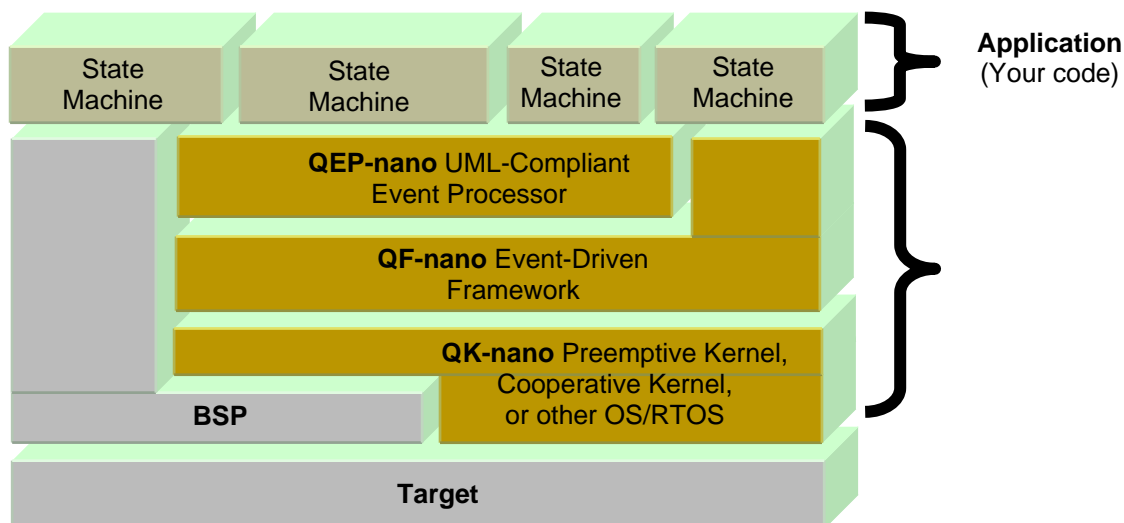 State
Machine
State
Machine
State
Machine
State
Machine
Application
(Your code)
QEP-nano UML-Compliant
Event Processor
QF-nano Event-Driven
Framework
QK-nano Preemptive Kernel,
Cooperative Kernel,
or other OS/RTOS
BSP
Target